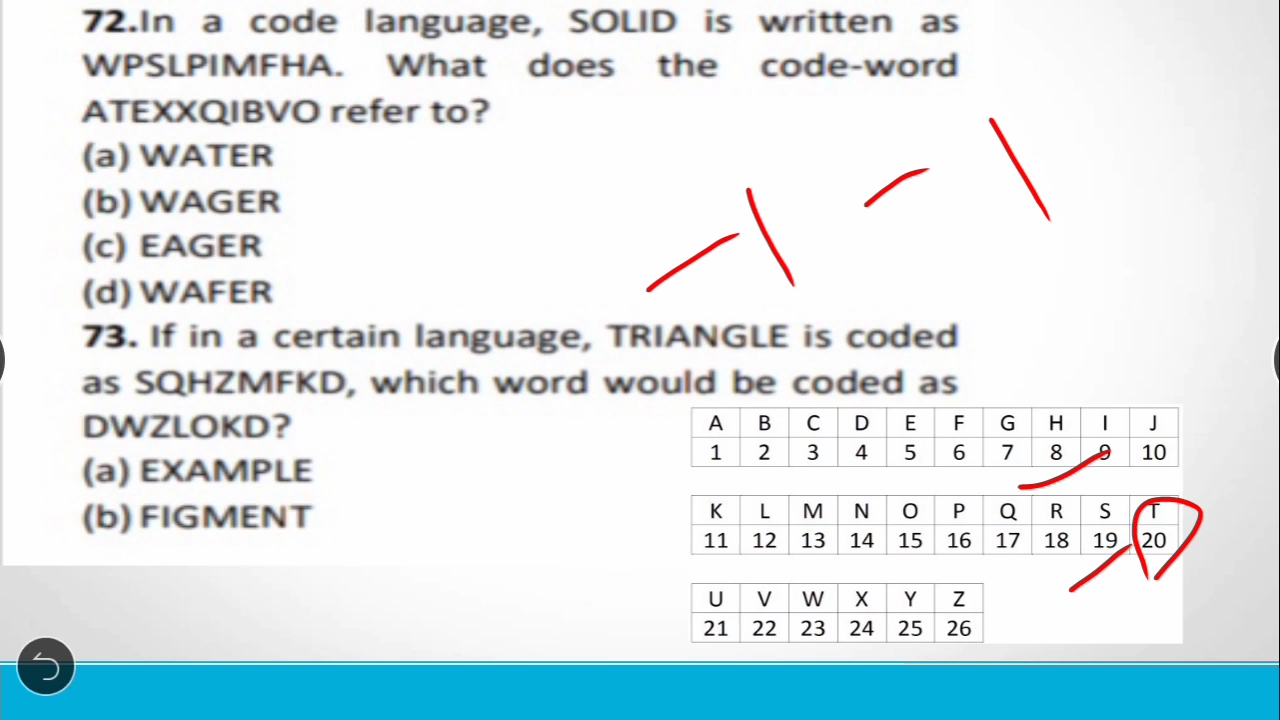 72.In a code language, SOLID is written as
WPSLPIMFHA. What does the code-word
ATEXXQIBVO refer to?
(a) WATER
(b) WAGER
(c) EAGER
(d) WAFER
73. If in a certain language, TRIANGLE is coded
as SQHZMFKD, which word would be coded as
DWZLOKD?
(a) EXAMPLE
(b) FIGMENT
A B C D E F G H I J
1 2 3 4 5 6 7 8 9 10
K L M N O P Q R S T
11 12 13 14 15 16 17 18 19 20
U V W X Y Z
21 22 23 24 25 26